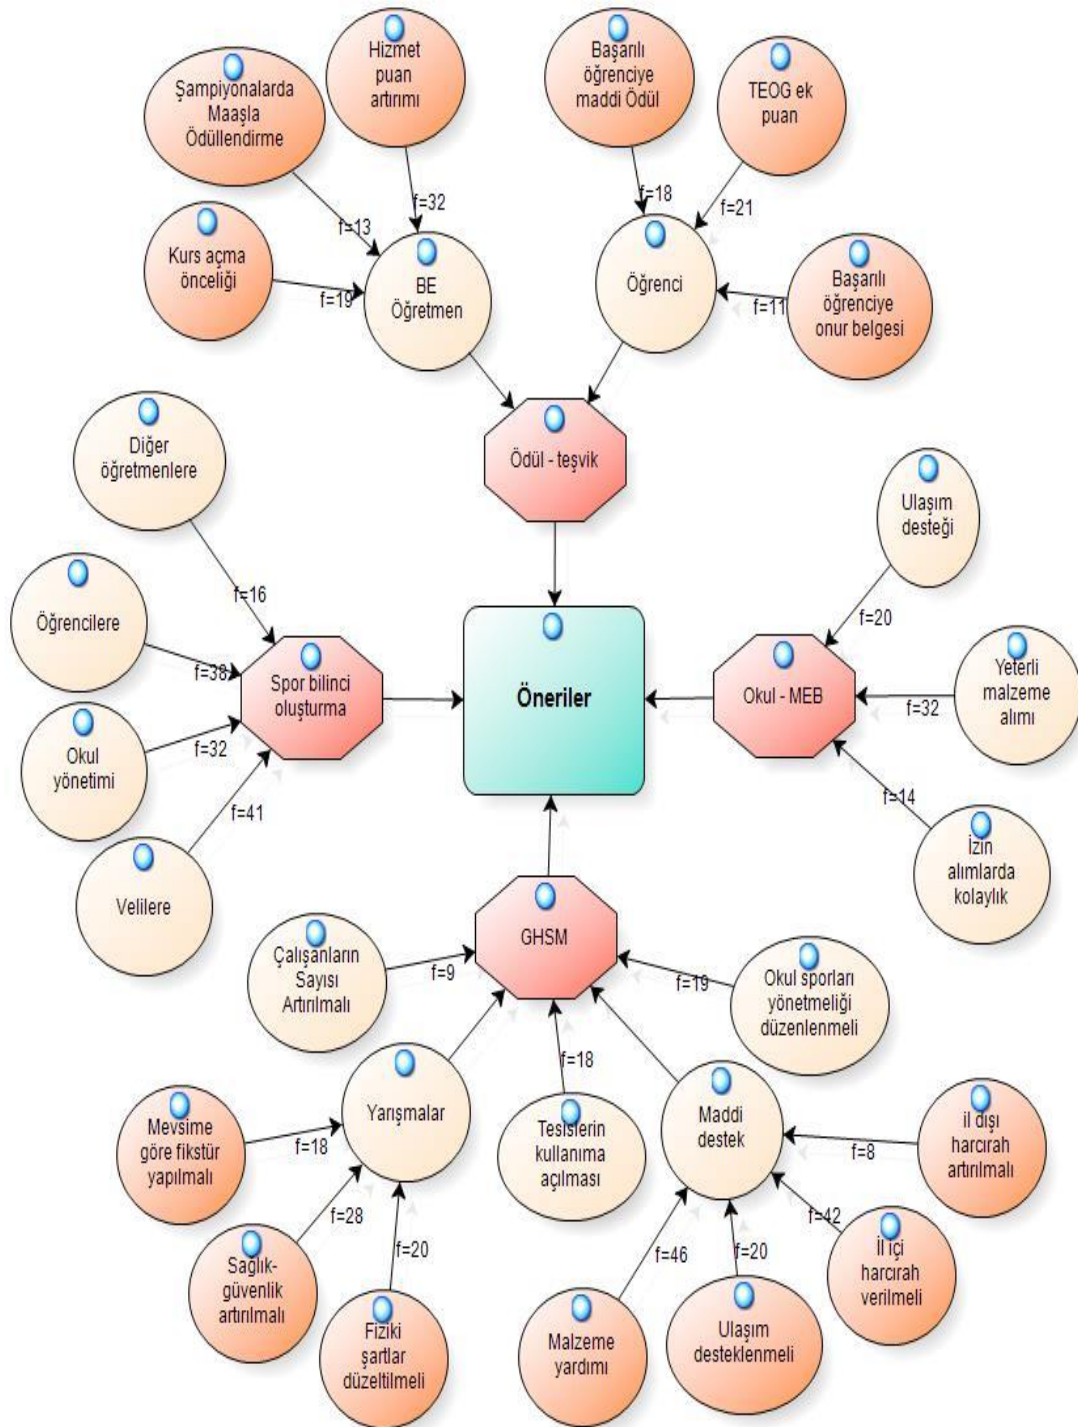 Hizmet
puan
artırımı
Başarılı
öğrenciye
maddi Ödül
Şampiyonalarda
Maaşla
Ödüllendirme
TEOG ek
puan
f=32
f=18
f=13
f=21
Kurs açma
önceliği
f=19
BE
Öğretmen
Öğrenci
f=11
Başarılı
öğrenciye
onur belgesi
Ödül - teşvik
Diğer
öğretmenlere
Ulaşım
desteği
f=16
f=20
Öğrencilere
f=38
Spor bilinci
oluşturma
Öneriler
Okul - MEB
f=32
Yeterli
malzeme
alımı
Okul
yönetimi
f=32
f=41
f=14
Velilere
İzin
alımlarda
kolaylık
GHSM
Çalışanların
Sayısı
Artırılmalı
f=9
f=19
Okul sporları
yönetmeliği
düzenlenmeli
f=18
Yarışmalar
Maddi
destek
Tesislerin
kullanıma
açılması
Mevsime
göre fikstür
yapılmalı
f=18
f=8
il dışı
harcırah
artırılmalı
f=28
f=20
f=46
f=20
f=42
Sağlık-
güvenlik
artırılmalı
İl içi
harcırah
verilmeli
Fiziki
şartlar
düzeltilmeli
Malzeme
yardımı
Ulaşım
desteklenmeli